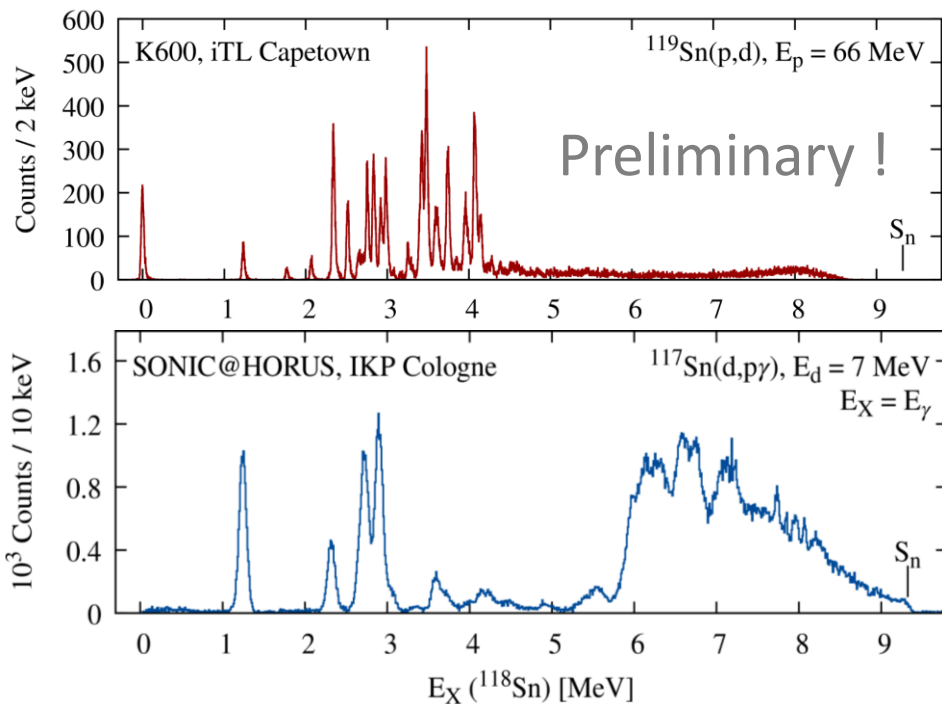 K600, iTL Capetown
¹¹⁹Sn(p,d), Eₚ = 66 MeV
Preliminary !
Sₙ
Counts / 2 keV
600
500
400
300
200
100
0
0 1 2 3 4 5 6 7 8 9
SONIC@HORUS, IKP Cologne
¹¹⁷Sn(d,pγ), E_d = 7 MeV
E_X = E_γ
Sₙ
10³ Counts / 10 keV
1.6
1.2
0.8
0.4
0
0 1 2 3 4 5 6 7 8 9
E_X (¹¹⁸Sn) [MeV]